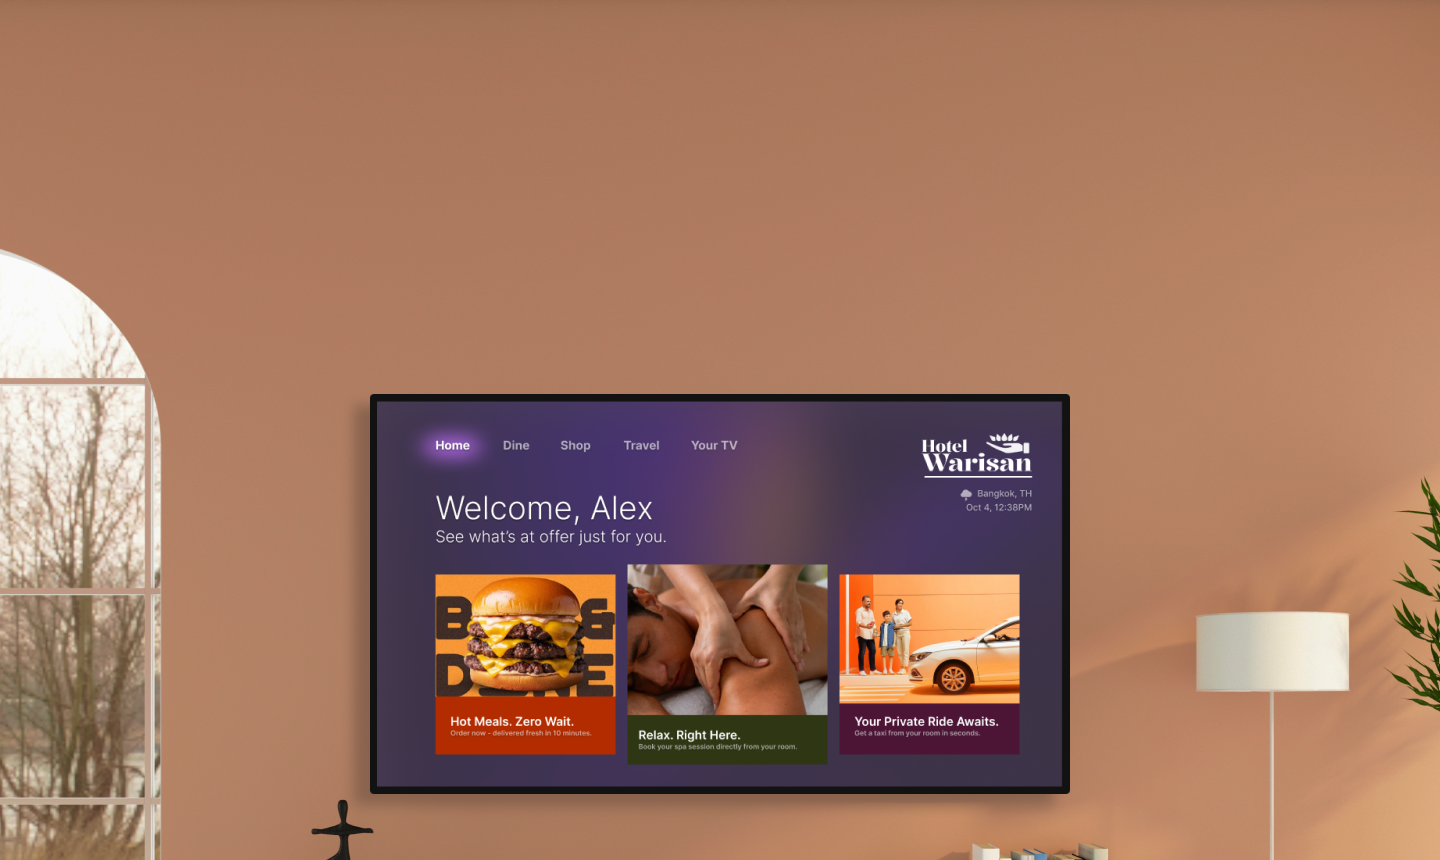 Home Dine Shop Travel Your TV
Hotel
Warisan
Bangkok, TH
Oct 4, 12:38PM
Welcome, Alex
See what's at offer just for you.
B &
DONE
Hot Meals. Zero Wait.
Order now - delivered fresh in 10 minutes.
Relax. Right Here.
Book your spa session directly from your room.
Your Private Ride Awaits.
Get a taxi from your room in seconds.